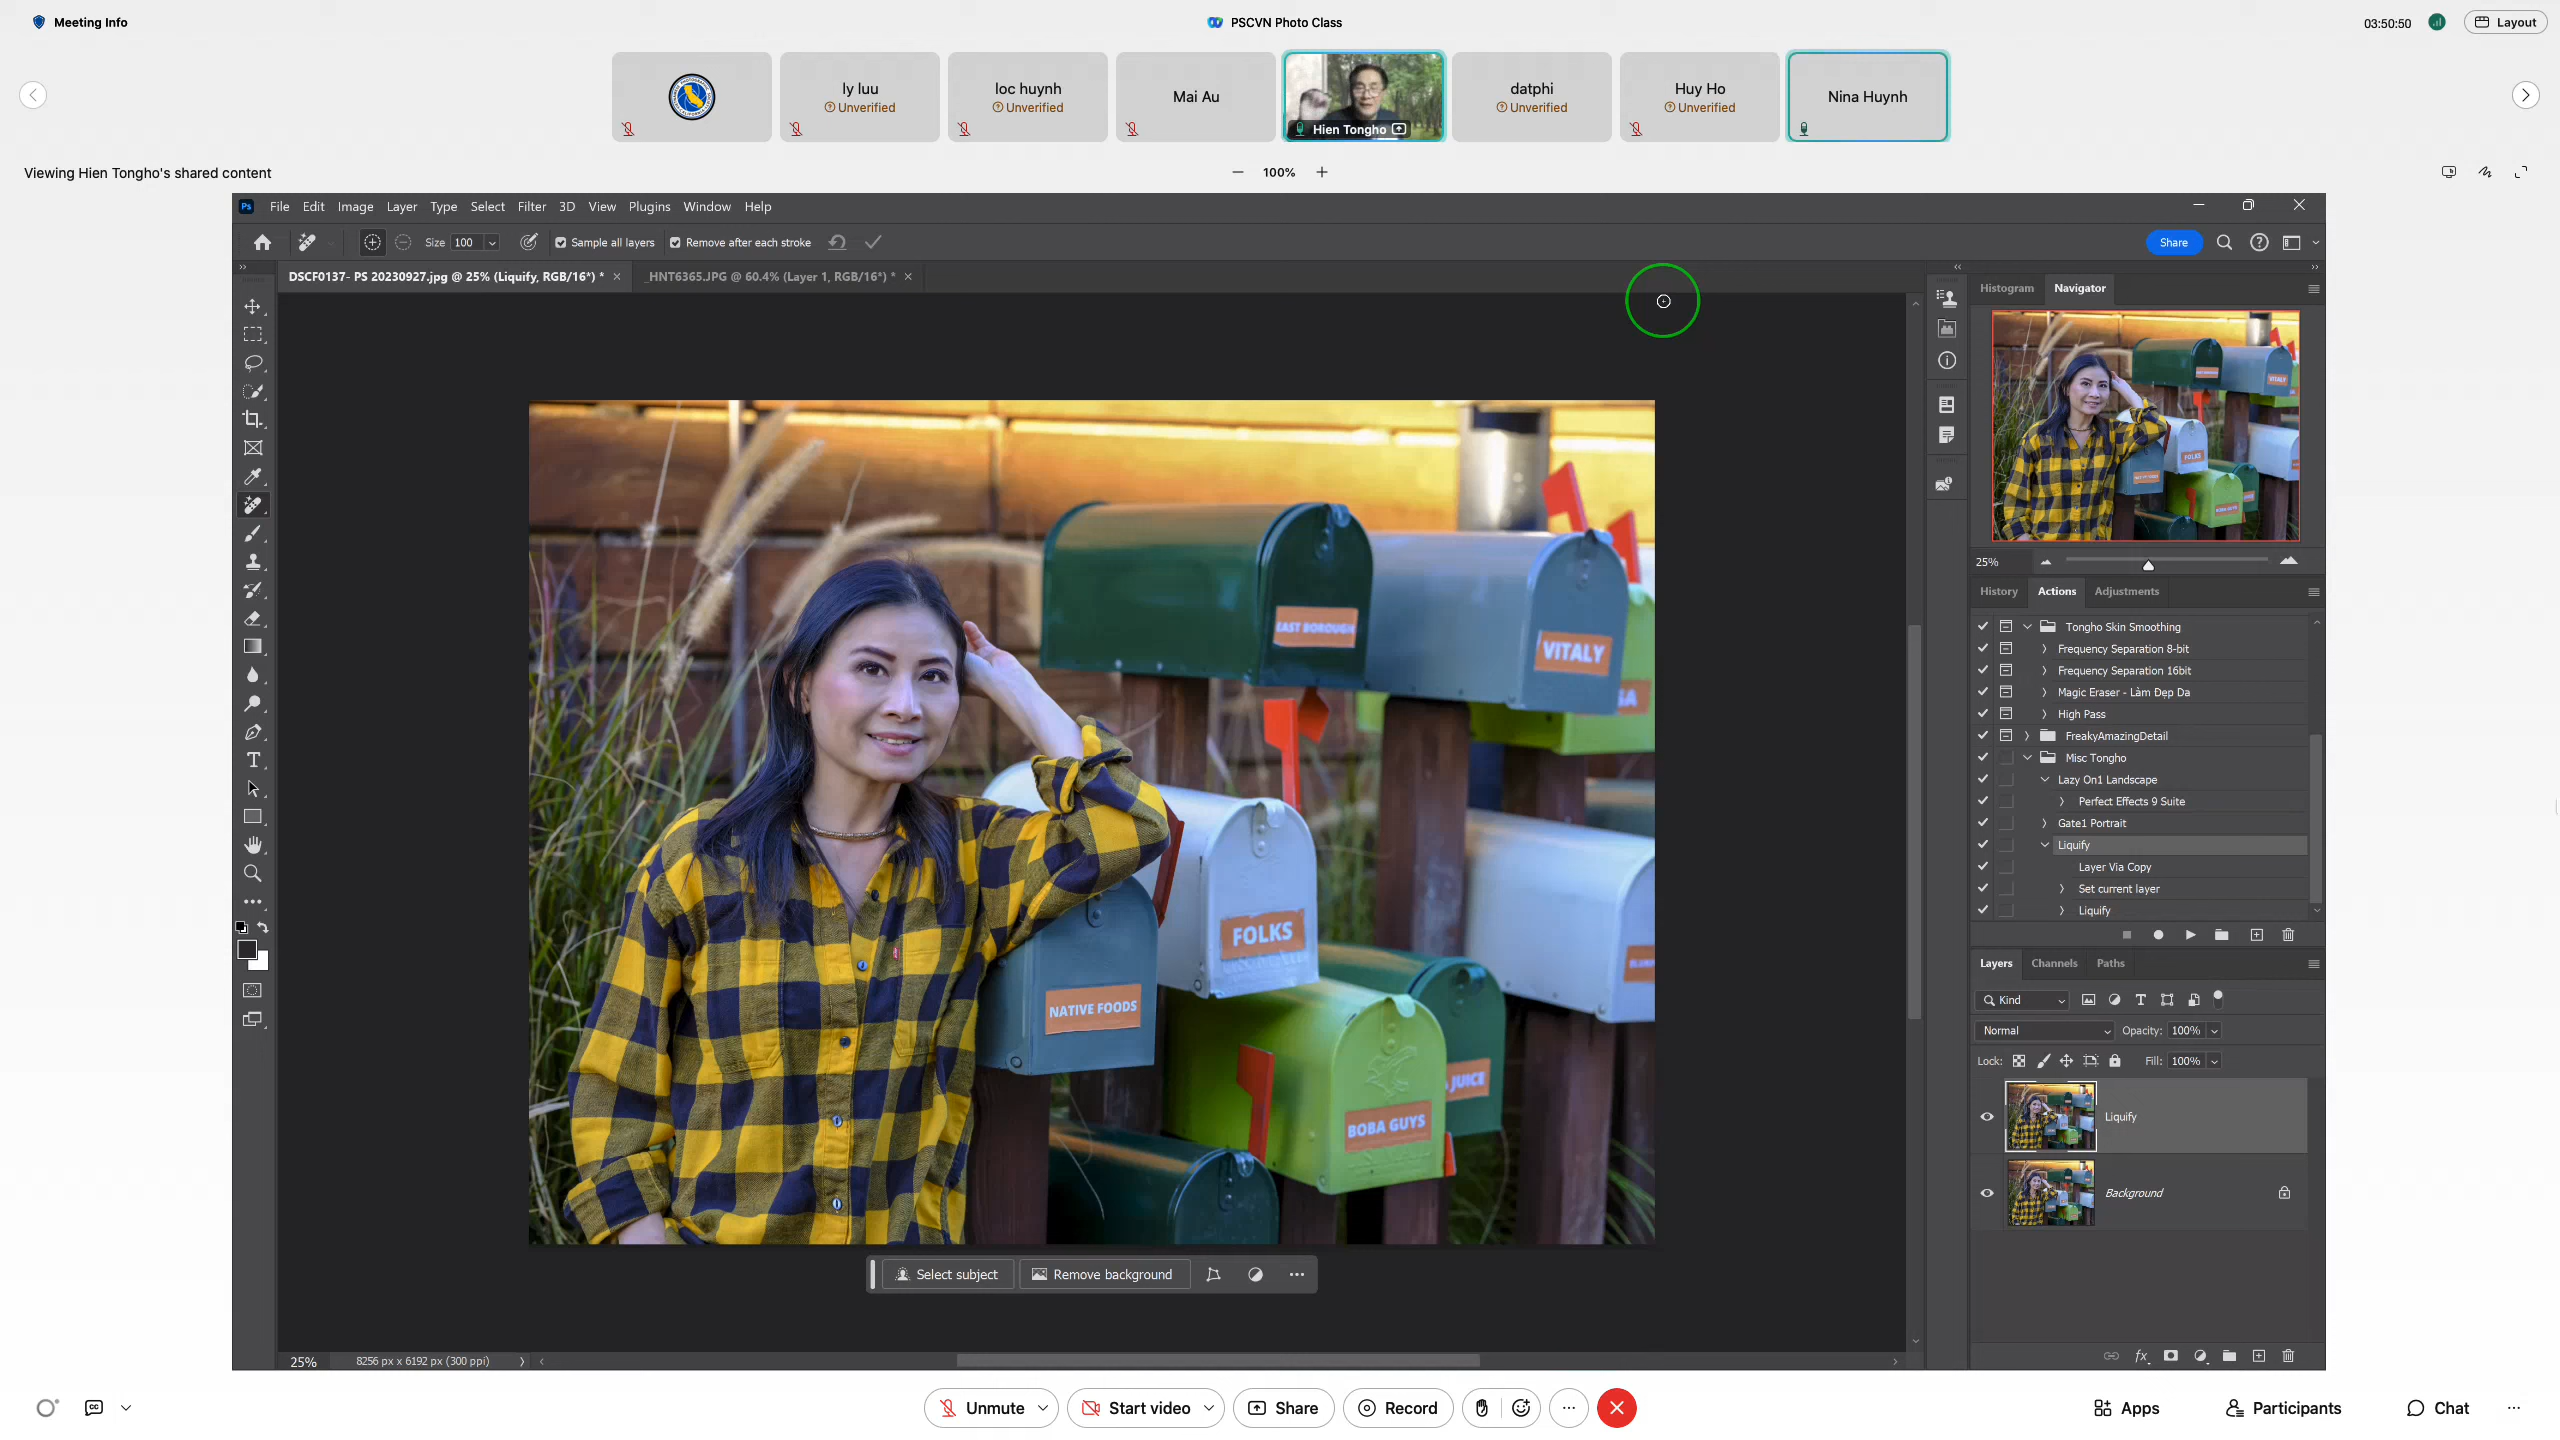 Meeting Info
PSCVN Photo Class
03:50:50
Layout
ly luu
Unverified
loc huynh
Unverified
Mai Au
Hien Tongho
datphi
Unverified
Huy Ho
Unverified
Nina Huynh
Viewing Hien Tongho's shared content
100%
Ps File Edit Image Layer Type Select Filter 3D View Plugins Window Help
Size 100
Sample all layers
Remove after each stroke
Share
DSCF0137- PS 20230927.jpg @ 25% (Liquify, RGB/16*) *
_HNT6365.JPG @ 60.4% (Layer 1, RGB/16*) *
Histogram Navigator
EAST BOROUGH
VITALY
FOLKS
NATIVE FOODS
JUICE
BOBA GUYS
25%
History Actions Adjustments
Tongho Skin Smoothing
Frequency Separation 8-bit
Frequency Separation 16bit
Magic Eraser - Làm Đẹp Da
High Pass
FreakyAmazingDetail
Misc Tongho
Lazy On1 Landscape
Perfect Effects 9 Suite
Gate1 Portrait
Liquify
Layer Via Copy
Set current layer
Liquify
Layers Channels Paths
Kind
Normal
Opacity: 100%
Lock:
Fill: 100%
Liquify
Background
Select subject
Remove background
25%
8256 px x 6192 px (300 ppi)
Unmute
Start video
Share
Record
Apps
Participants
Chat